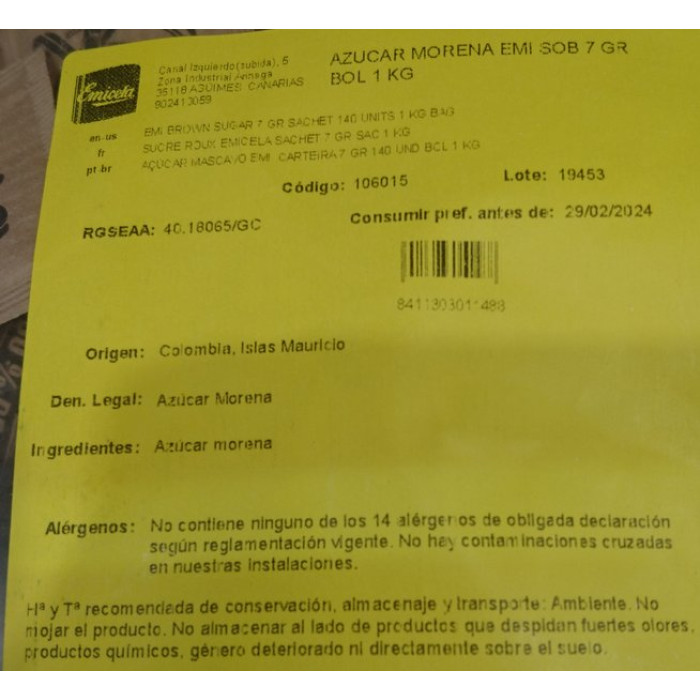 Emicela
Canal Izquierdo(subida), 5
Zona Industrial Arinaga
35118 AGÜIMES CANARIAS
902413059
AZUCAR MORENA EMI SOB 7 GR
BOL 1 KG
en-us EMI BROWN SUGAR 7 GR SACHET 140 UNITS 1 KG BAG
fr SUCRE ROUX EMICELA SACHET 7 GR SAC 1 KG
pt-br AÇUCAR MASCAVO EMI CARTEIRA 7 GR 140 UND BCL 1 KG
Código: 106015 Lote: 19453
RGSEAA: 40.18065/GC Consumir pref. antes de: 29/02/2024
8411303011488
Origen: Colombia, Islas Mauricio
Den. Legal: Azúcar Morena
Ingredientes: Azúcar morena
Alérgenos: No contiene ninguno de los 14 alérgenos de obligada declaración
según reglamentación vigente. No hay contaminaciones cruzadas
en nuestras instalaciones.
Hª y Tª recomendada de conservación, almacenaje y transporte: Ambiente. No
mojar el producto. No almacenar al lado de productos que despidan fuertes olores,
productos químicos, género deteriorado ni directamente sobre el suelo.